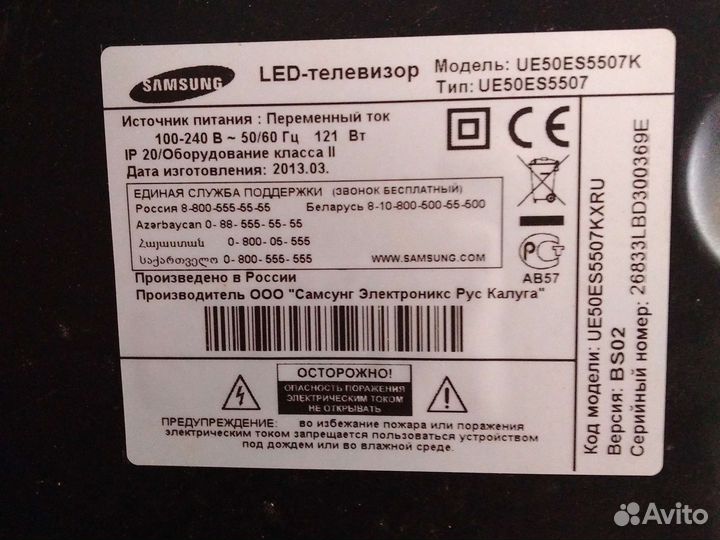 SAMSUNG
LED-телевизор
Модель: UE50ES5507K
Тип: UE50ES5507
Источник питания : Переменный ток
100-240 В ~ 50/60 Гц 121 Вт
IP 20/Оборудование класса II
Дата изготовления: 2013.03.
ЕДИНАЯ СЛУЖБА ПОДДЕРЖКИ (ЗВОНОК БЕСПЛАТНЫЙ)
Россия 8-800-555-55-55 Беларусь 8-10-800-500-55-500
Azərbaycan 0- 88- 555- 55- 55
Հայաստան 0- 800- 05- 555
საქართველო 0- 800- 555- 555
WWW.SAMSUNG.COM
CE
РСТ
АВ57
Произведено в России
Производитель ООО "Самсунг Электроникс Рус Калуга"
ОСТОРОЖНО!
ОПАСНОСТЬ ПОРАЖЕНИЯ
ЭЛЕКТРИЧЕСКИМ ТОКОМ
НЕ ОТКРЫВАТЬ
ПРЕДУПРЕЖДЕНИЕ: во избежание пожара или поражения
электрическим током запрещается пользоваться устройством
под дождем или во влажной среде.
Код модели: UE50ES5507KXRU
Версия: BS02
Серийный номер: 26833LBD300369E
Avito